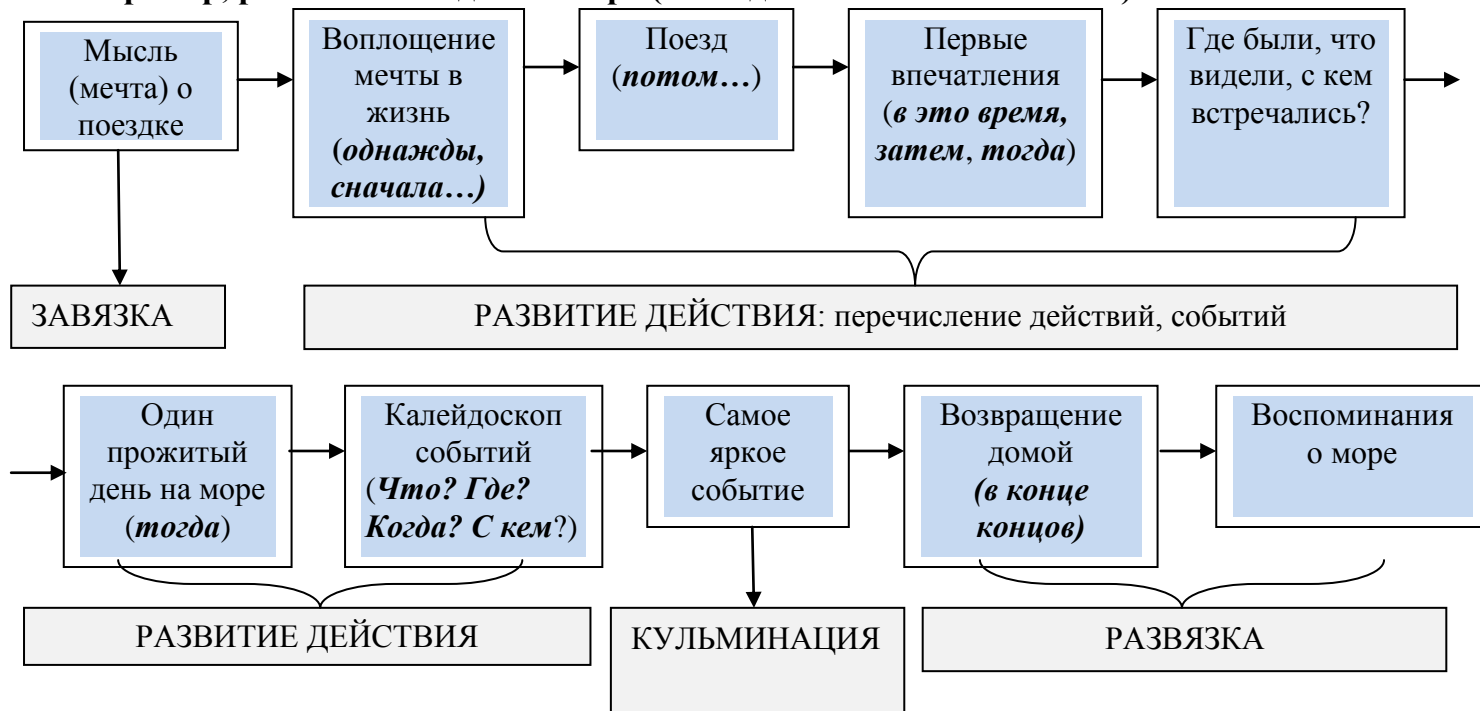 Мысль
(мечта) о
поездке
Воплощение
мечты в
жизнь
(однажды,
сначала…)
Поезд
(потом…)
Первые
впечатления
(в это время,
затем, тогда)
Где были, что
видели, с кем
встречались?
ЗАВЯЗКА
РАЗВИТИЕ ДЕЙСТВИЯ: перечисление действий, событий
Один
прожитый
день на море
(тогда)
Калейдоскоп
событий
(Что? Где?
Когда? С кем?)
Самое
яркое
событие
Возвращение
домой
(в конце
концов)
Воспоминания
о море
РАЗВИТИЕ ДЕЙСТВИЯ
КУЛЬМИНАЦИЯ
РАЗВЯЗКА